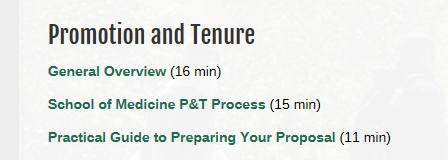 Promotion and Tenure
General Overview (16 min)
School of Medicine P&T Process (15 min)
Practical Guide to Preparing Your Proposal (11 min)